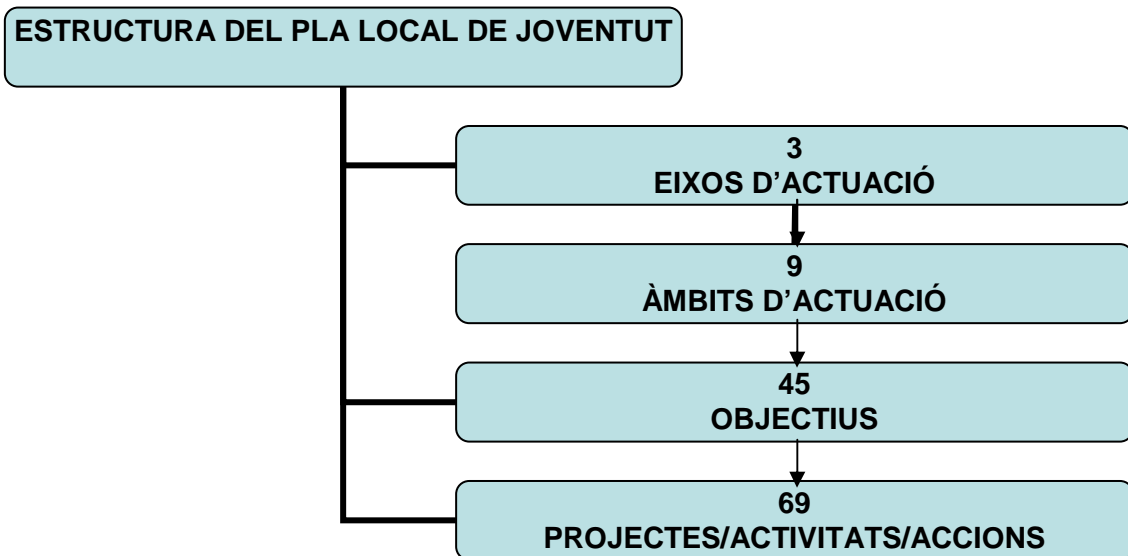 ESTRUCTURA DEL PLA LOCAL DE JOVENTUT
3
EIXOS D’ACTUACIÓ
9
ÀMBITS D’ACTUACIÓ
45
OBJECTIUS
69
PROJECTES/ACTIVITATS/ACCIONS